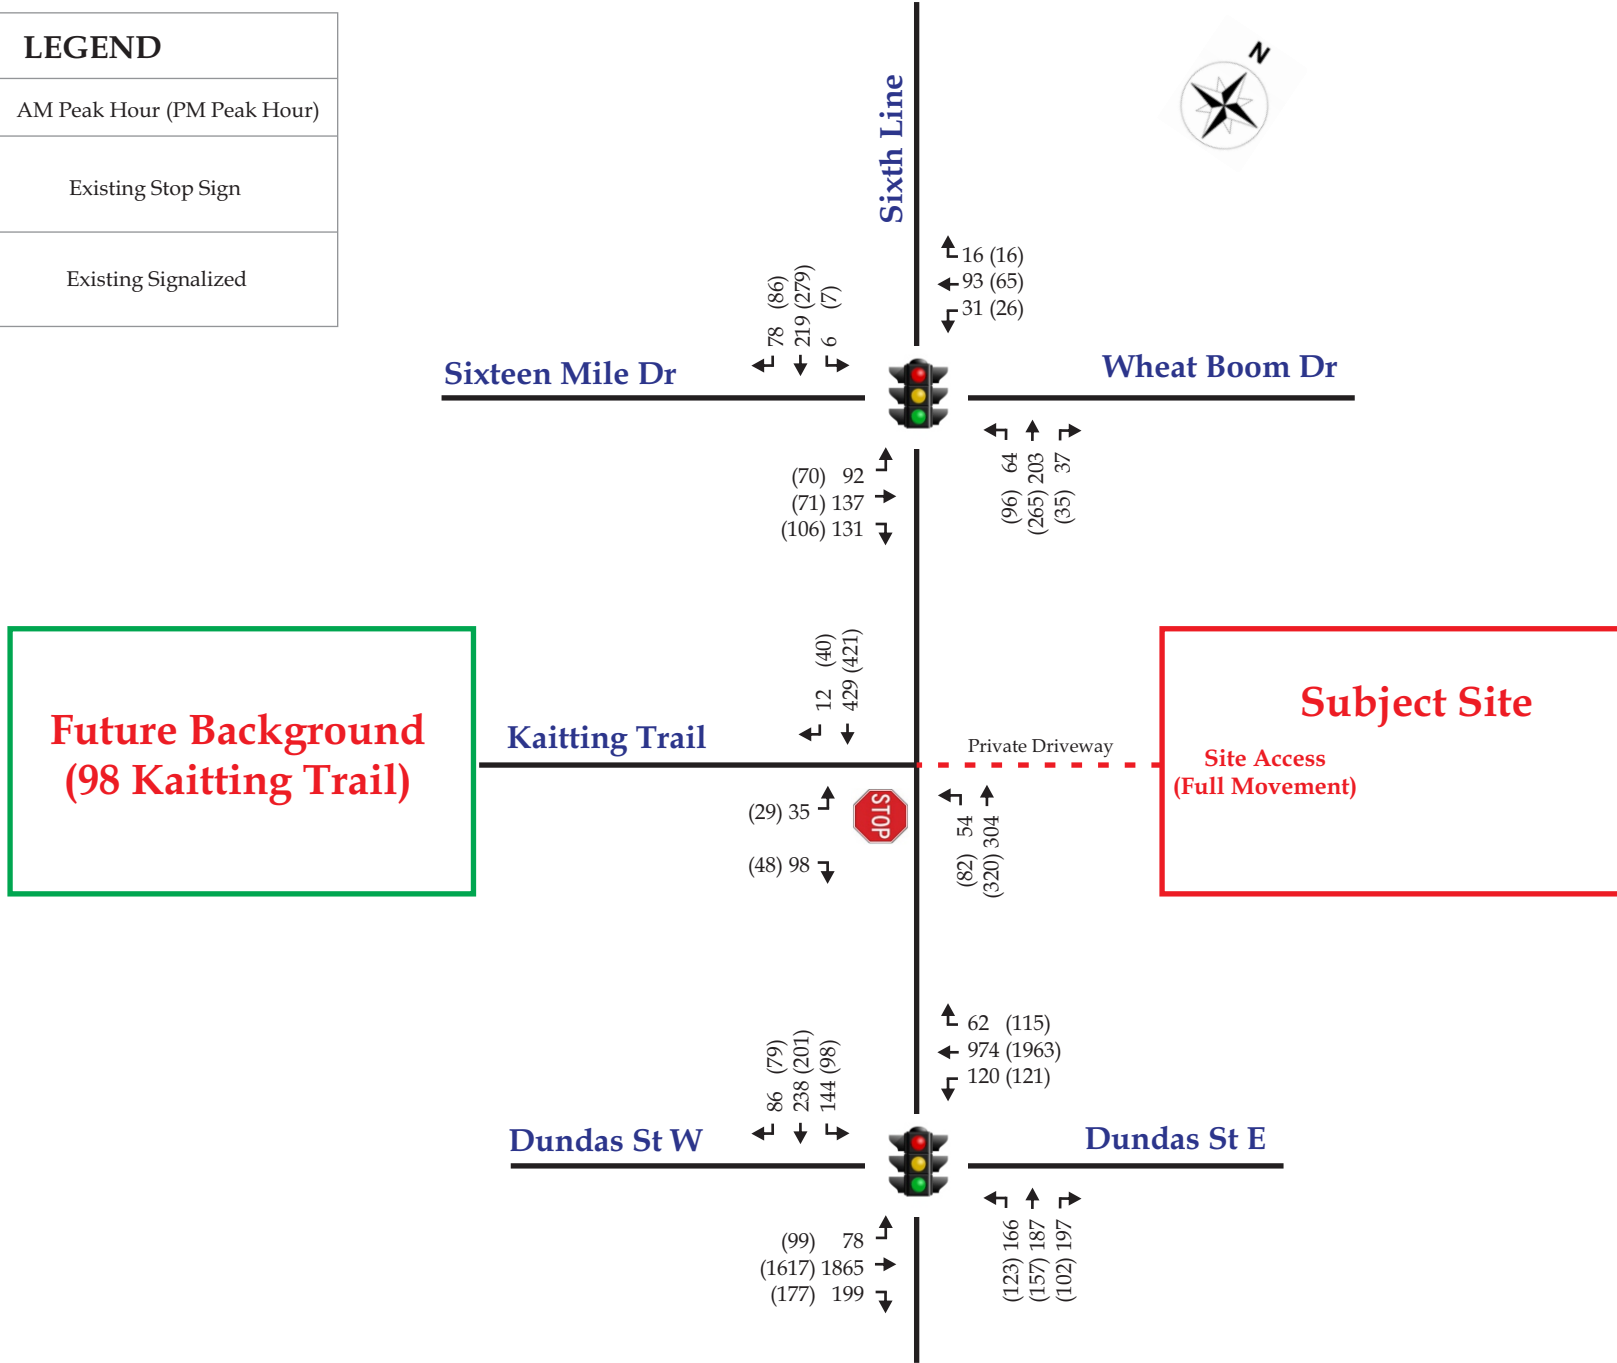 LEGEND
AM Peak Hour (PM Peak Hour)
Existing Stop Sign
Existing Signalized
N
Sixth Line
78 (86)
219 (279)
6 (7)
16 (16)
93 (65)
31 (26)
Sixteen Mile Dr
Wheat Boom Dr
(70) 92
(71) 137
(106) 131
(96) 64
(265) 203
(35) 37
12 (40)
429 (421)
Future Background
(98 Kaitting Trail)
Kaitting Trail
Private Driveway
Subject Site
Site Access
(Full Movement)
(29) 35
(48) 98
STOP
(82) 54
(320) 304
86 (79)
238 (201)
144 (98)
62 (115)
974 (1963)
120 (121)
Dundas St W
Dundas St E
(99) 78
(1617) 1865
(177) 199
(123) 166
(157) 187
(102) 197